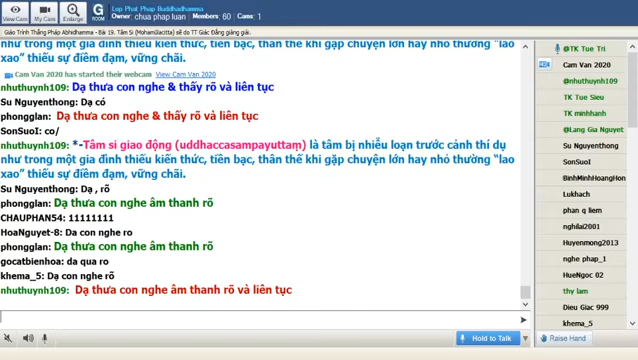 Lop Phat Phap Buddhadhamma
Owner: chua phap luan  Members: 60  Cams: 1
View Cam
My Cam
Enlarge
G
ROOM
Giáo Trình Thắng Pháp Abhidhamma - Bài 19. Tâm Si (MohamGacitta) sẽ do TT Giác Đẳng giảng giải.
như trong một gia đình thiếu kiến thức, tiền bạc, thân thế khi gặp chuyện lớn hay nhỏ thường “lao
xao” thiếu sự điềm đạm, vững chãi.
Cam Van 2020 has started their webcam  View Cam Van 2020
nhuthuynh109: Dạ thưa con nghe & thấy rõ và liên tục
Su Nguyenthong: Dạ có
phongglan: Dạ thưa con nghe & thấy rõ và liên tục
SonSuoI: co/
nhuthuynh109: *-Tâm si giao động (uddhaccasampayuttaṃ) là tâm bị nhiễu loạn trước cảnh thí dụ
như trong một gia đình thiếu kiến thức, tiền bạc, thân thế khi gặp chuyện lớn hay nhỏ thường “lao
xao” thiếu sự điềm đạm, vững chãi.
Su Nguyenthong: Dạ , rõ
phongglan: Dạ thưa con nghe âm thanh rõ
CHAUPHAN54: 11111111
HoaNguyet-8: Da con nghe ro
phongglan: Dạ thưa con nghe âm thanh rõ
gocatbienhoa: da qua ro
khema_5: Dạ con nghe rõ
nhuthuynh109: Dạ thưa con nghe âm thanh rõ và liên tục
Hold to Talk
@TK Tue Tri
Cam Van 2020
@nhuthuynh109
TK Tue Sieu
TK minhhanh
@Lang Gia Nguyet
Su Nguyenthong
SonSuoI
BinhMinhHoangHon
Lukhach
phan q liem
nghilai2001
Huyenmong2013
nghe phap_1
HueNgoc 02
thy lam
Dieu Giac 999
khema_5
Raise Hand